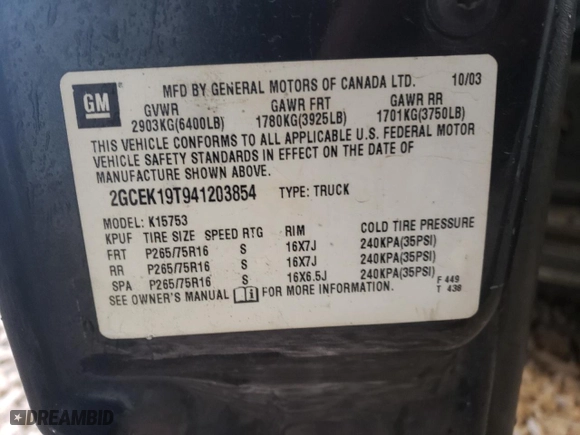 GM
MFD BY GENERAL MOTORS OF CANADA LTD. 10/03
GVWR GAWR FRT GAWR RR
2903KG(6400LB) 1780KG(3925LB) 1701KG(3750LB)
THIS VEHICLE CONFORMS TO ALL APPLICABLE U.S. FEDERAL MOTOR
VEHICLE SAFETY STANDARDS IN EFFECT ON THE DATE OF
MANUFACTURE SHOWN ABOVE.
2GCEK19T941203854 TYPE: TRUCK
MODEL: K15753
KPUF TIRE SIZE SPEED RTG RIM COLD TIRE PRESSURE
FRT P265/75R16 S 16X7J 240KPA(35PSI)
RR P265/75R16 S 16X7J 240KPA(35PSI)
SPA P265/75R16 S 16X6.5J 240KPA(35PSI)
SEE OWNER'S MANUAL FOR MORE INFORMATION.
F 449
T 438
DREAMBID